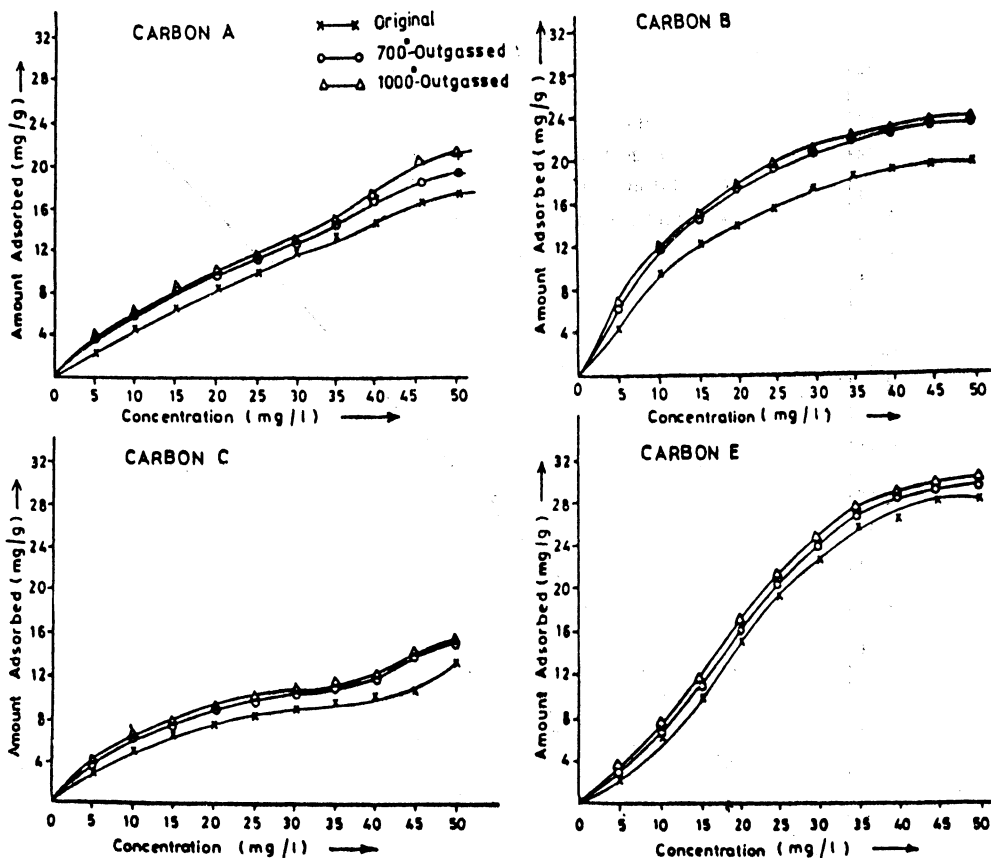 CARBON A
Original
700°-Outgassed
1000°-Outgassed
Amount Adsorbed (mg/g)
32
28
24
20
16
12
8
4
0
5 10 15 20 25 30 35 40 45 50
Concentration (mg/l)
CARBON B
Amount Adsorbed (mg/g)
32
28
24
20
16
12
8
4
0
5 10 15 20 25 30 35 40 45 50
Concentration (mg/l)
CARBON C
Amount Adsorbed (mg/g)
32
28
24
20
16
12
8
4
0
5 10 15 20 25 30 35 40 45 50
Concentration (mg/l)
CARBON E
Amount Adsorbed (mg/g)
32
28
24
20
16
12
8
4
0
5 10 15 20 25 30 35 40 45 50
Concentration (mg/l)